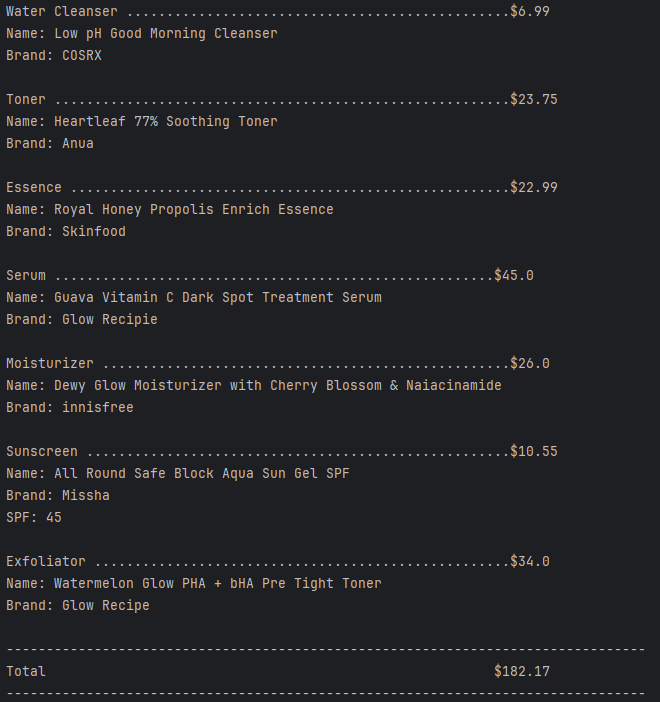 Water Cleanser ................................................$6.99
Name: Low pH Good Morning Cleanser
Brand: COSRX

Toner .........................................................$23.75
Name: Heartleaf 77% Soothing Toner
Brand: Anua

Essence .......................................................$22.99
Name: Royal Honey Propolis Enrich Essence
Brand: Skinfood

Serum .......................................................$45.0
Name: Guava Vitamin C Dark Spot Treatment Serum
Brand: Glow Recipie

Moisturizer ...................................................$26.0
Name: Dewy Glow Moisturizer with Cherry Blossom & Naiacinamide
Brand: innisfree

Sunscreen .....................................................$10.55
Name: All Round Safe Block Aqua Sun Gel SPF
Brand: Missha
SPF: 45

Exfoliator ....................................................$34.0
Name: Watermelon Glow PHA + bHA Pre Tight Toner
Brand: Glow Recipe

--------------------------------------------------------------------------------
Total                                                        $182.17
--------------------------------------------------------------------------------